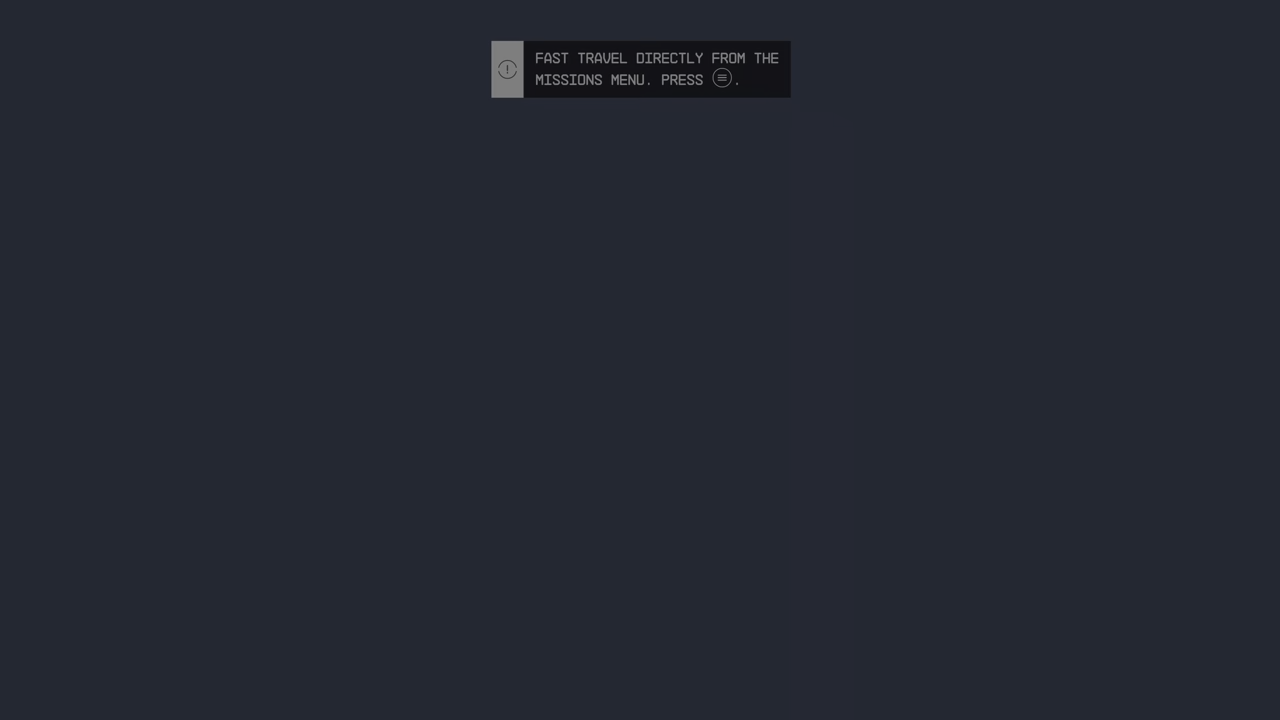 FAST TRAVEL DIRECTLY FROM THE
MISSIONS MENU. PRESS .